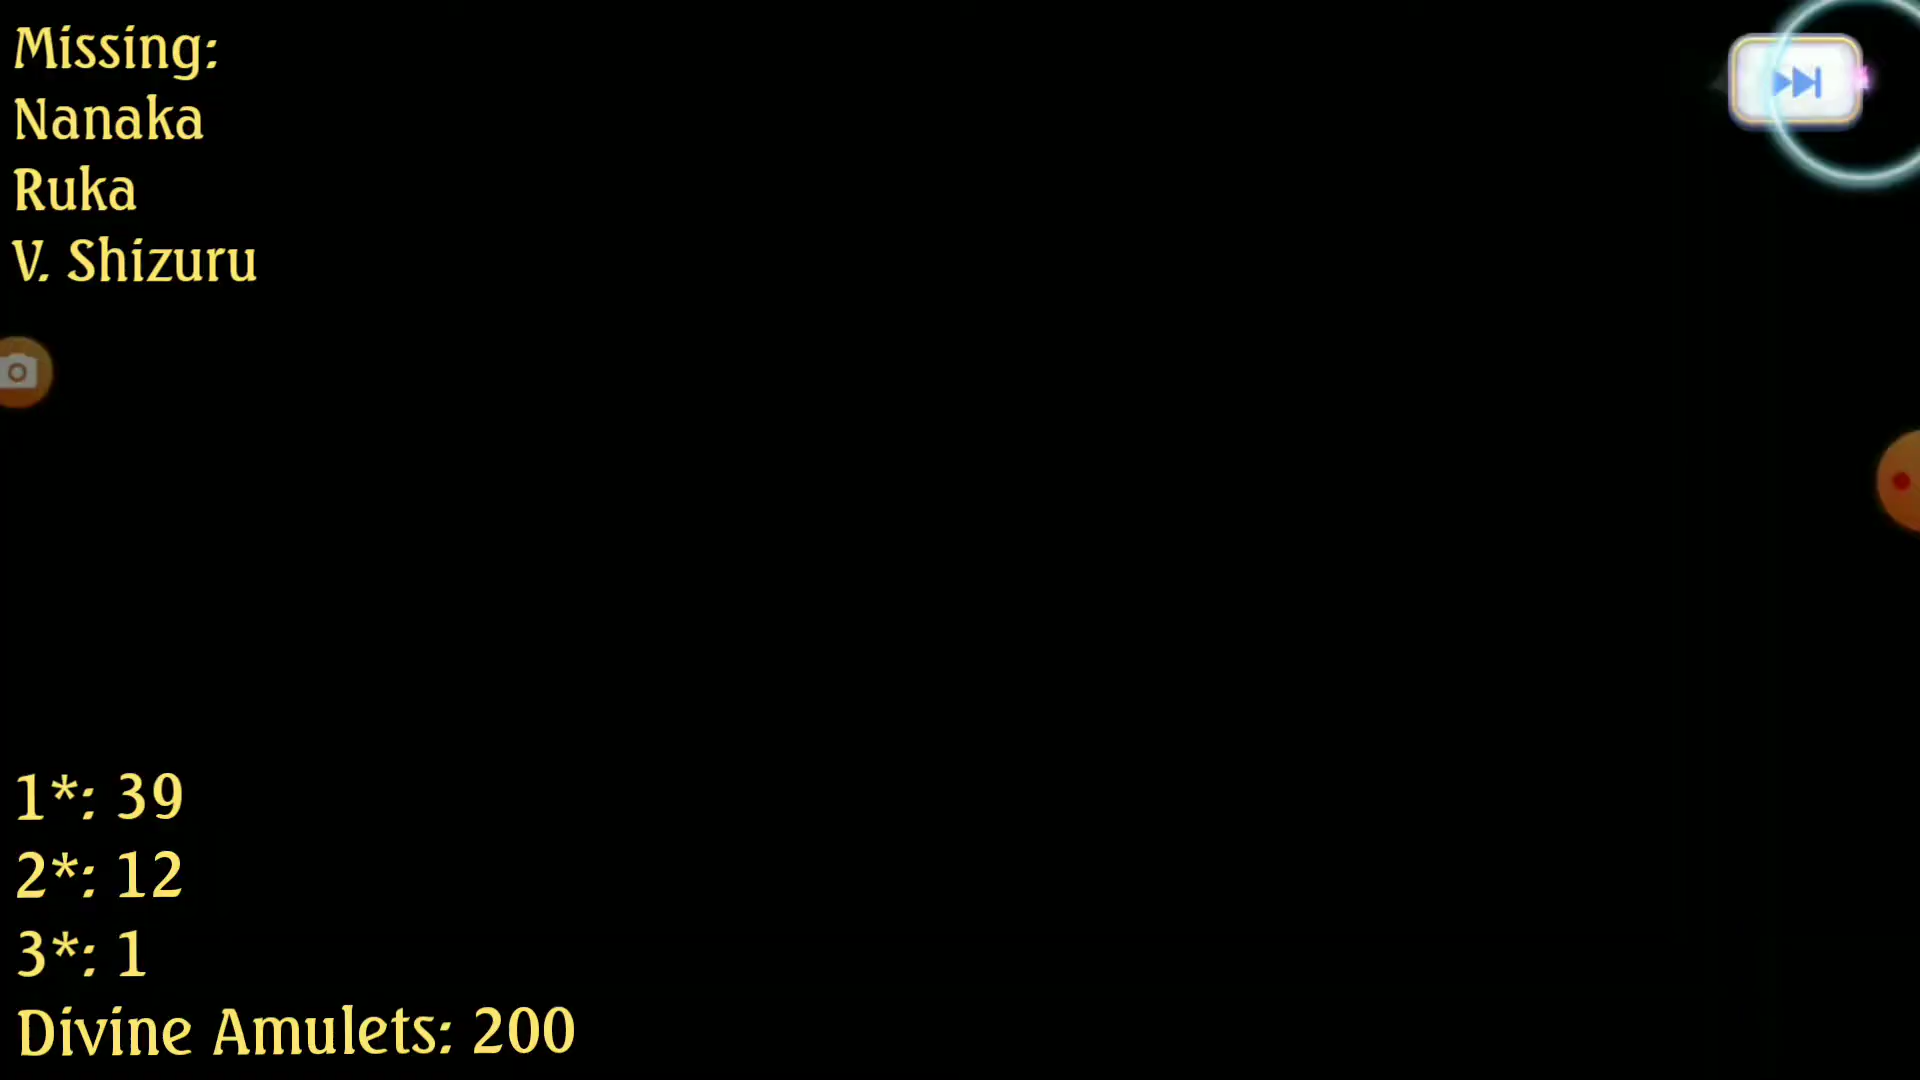 Missing:
Nanaka
Ruka
V. Shizuru
1*: 39
2*: 12
3*: 1
Divine Amulets: 200